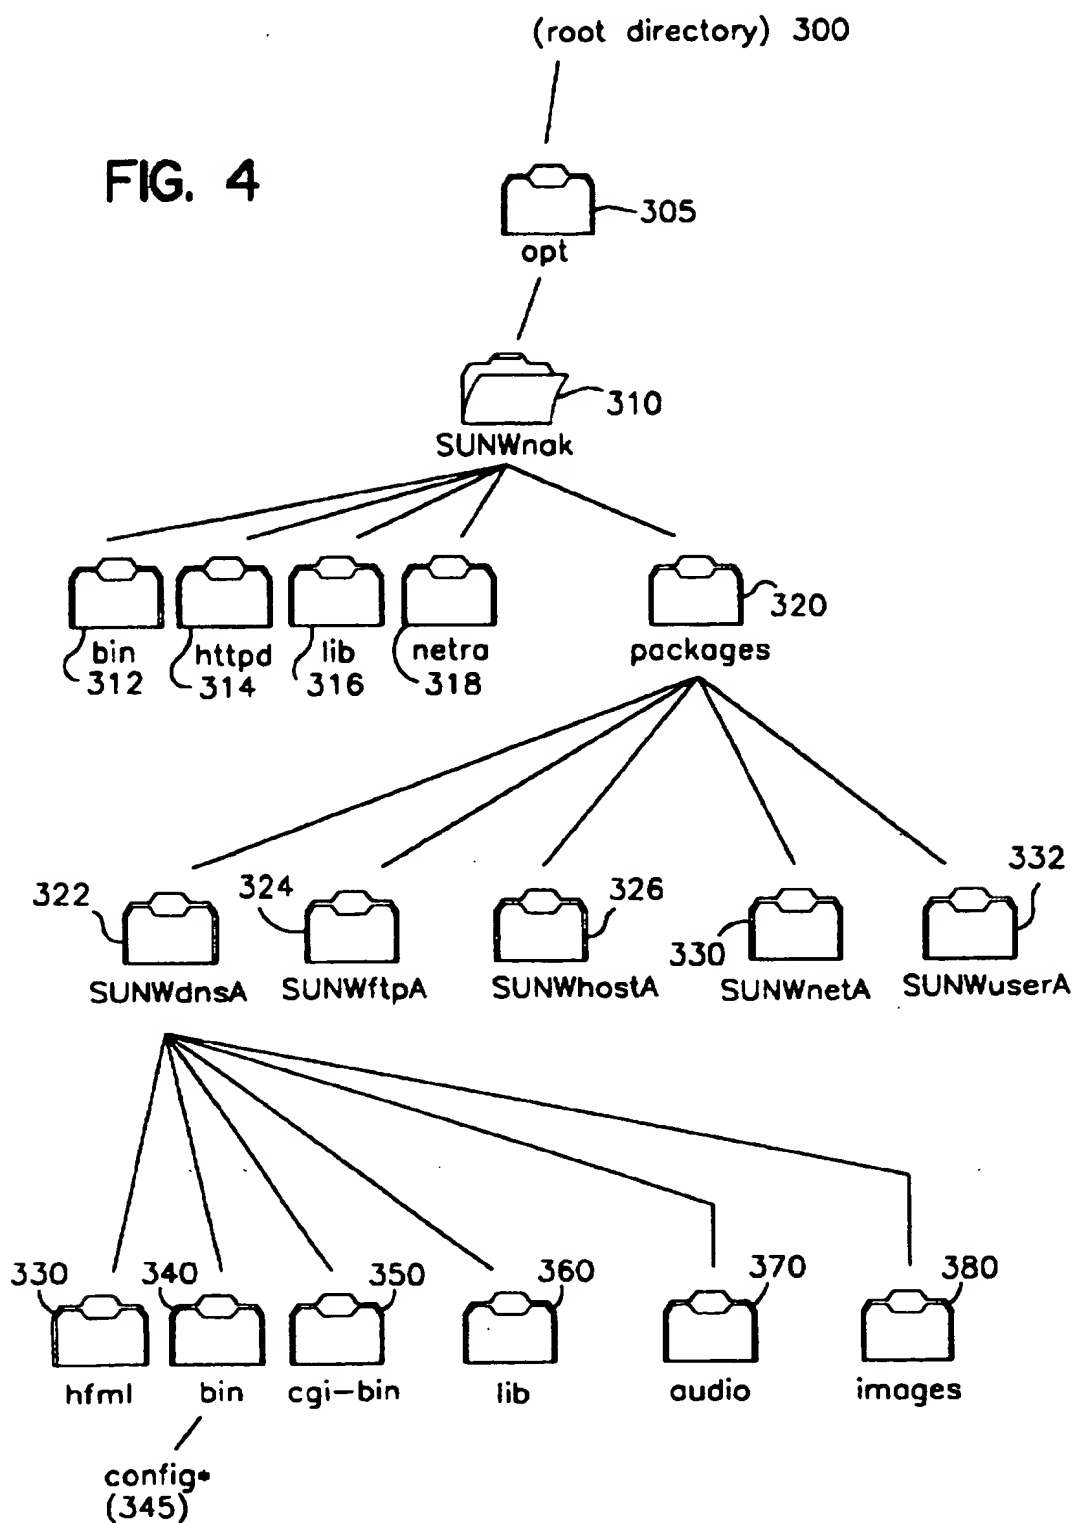 (root directory) 300
FIG. 4
305
opt
310
SUNWnak
320
bin httpd lib netra packages
312 314 316 318
322 324 326 330 332
SUNWdnsA SUNWftpA SUNWhostA SUNWnetA SUNWuserA
330 340 350 360 370 380
hfml bin cgi-bin lib audio images
config*
(345)